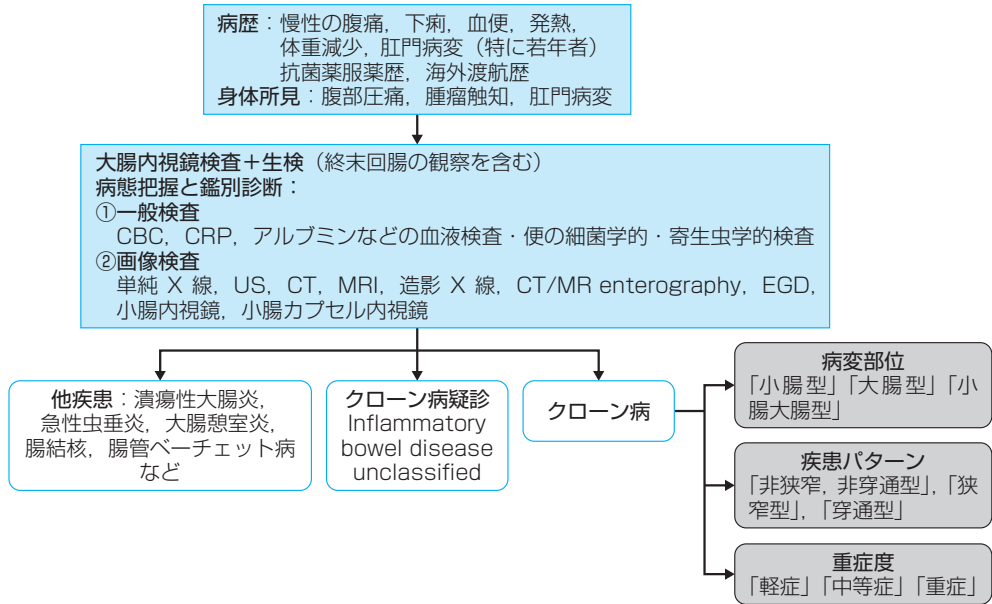 病歴：慢性の腹痛，下痢，血便，発熱，
体重減少，肛門病変（特に若年者）
抗菌薬服薬歴，海外渡航歴
身体所見：腹部圧痛，腫瘤触知，肛門病変
大腸内視鏡検査＋生検（終末回腸の観察を含む）
病態把握と鑑別診断：
①一般検査
CBC，CRP，アルブミンなどの血液検査・便の細菌学的・寄生虫学的検査
②画像検査
単純 X 線，US，CT，MRI，造影 X 線，CT/MR enterography，EGD，
小腸内視鏡，小腸カプセル内視鏡
他疾患：潰瘍性大腸炎，
急性虫垂炎，大腸憩室炎，
腸結核，腸管ベーチェット病
など
クローン病疑診
Inflammatory
bowel disease
unclassified
クローン病
病変部位
「小腸型」「大腸型」「小
腸大腸型」
疾患パターン
「非狭窄，非穿通型」，「狭
窄型」，「穿通型」
重症度
「軽症」「中等症」「重症」